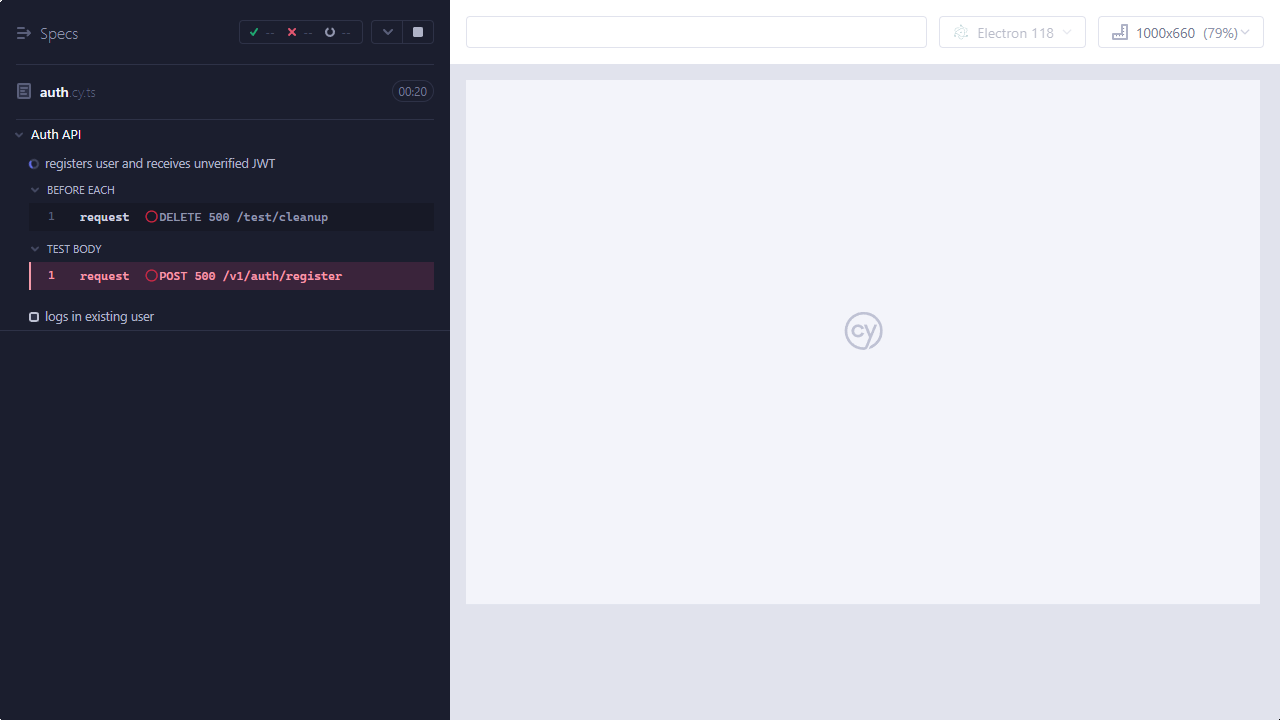 Specs
-- -- --
auth.cy.ts
00:20
Auth API
registers user and receives unverified JWT
BEFORE EACH
1 request DELETE 500 /test/cleanup
TEST BODY
1 request POST 500 /v1/auth/register
logs in existing user
Electron 118
1000x660 (79%)
cy